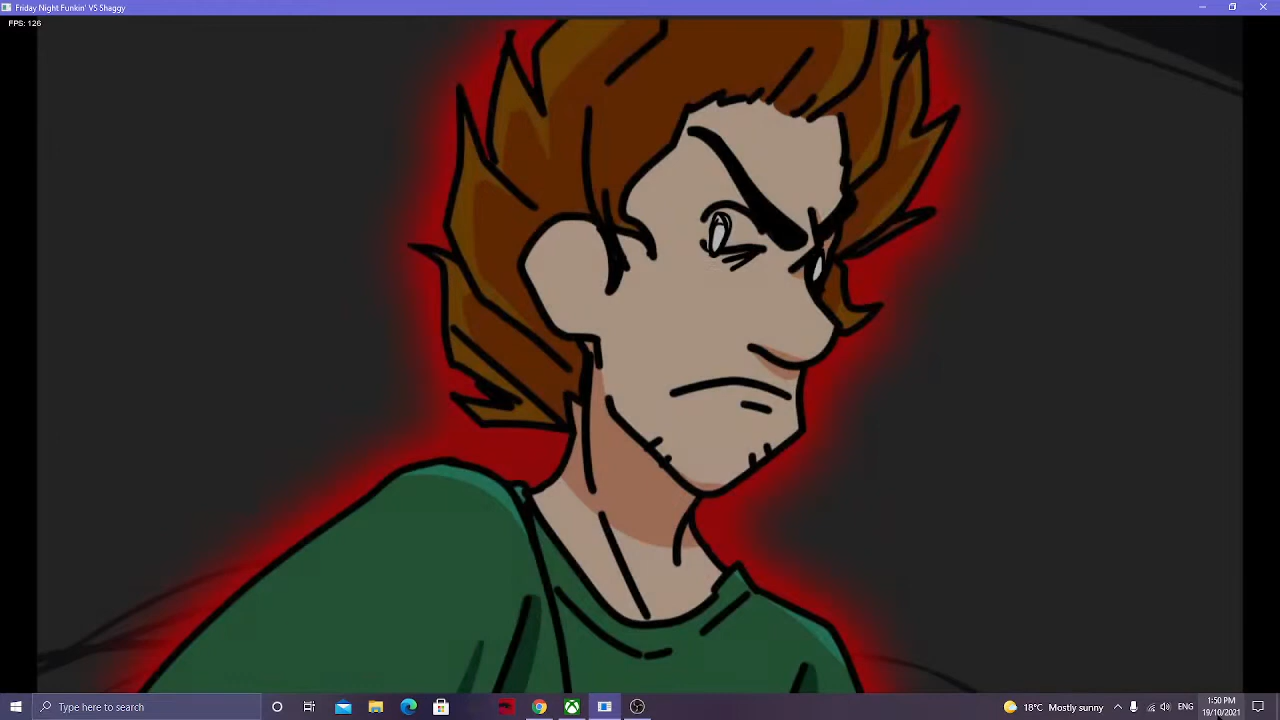 Friday Night Funkin' VS Shaggy
FPS: 126
Type here to search
18°C Mostly sunny
ENG
1:50 PM
19/10/2021